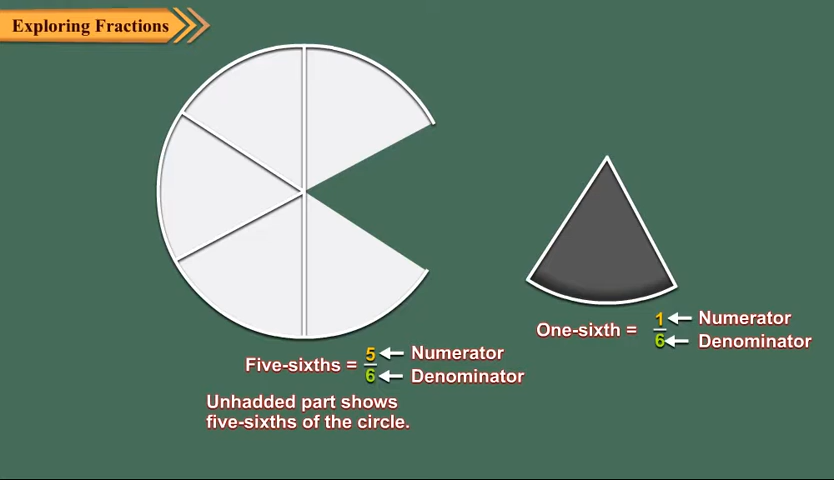 Exploring Fractions
Five-sixths = 5/6
Numerator
Denominator
Unhadded part shows
five-sixths of the circle.
One-sixth = 1/6
Numerator
Denominator